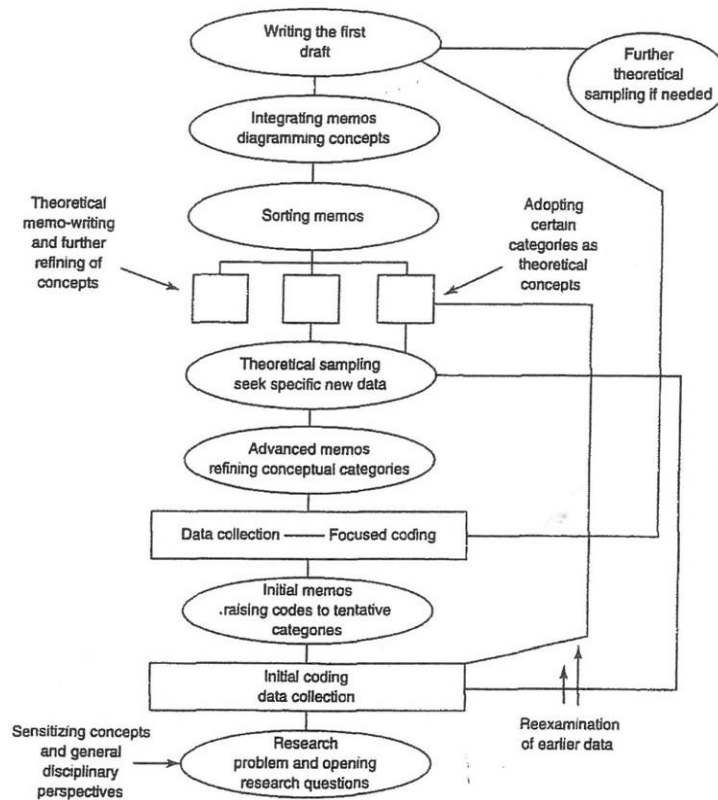 Writing the first
draft
Further
theoretical
sampling if needed
Integrating memos
diagramming concepts
Theoretical
memo-writing
and further
refining of
concepts
Sorting memos
Adopting
certain
categories as
theoretical
concepts
Theoretical sampling
seek specific new data
Advanced memos
refining conceptual categories
Data collection —— Focused coding
Initial memos
raising codes to tentative
categories
Initial coding
data collection
Sensitizing concepts
and general
disciplinary
perspectives
Research
problem and opening
research questions
Reexamination
of earlier data